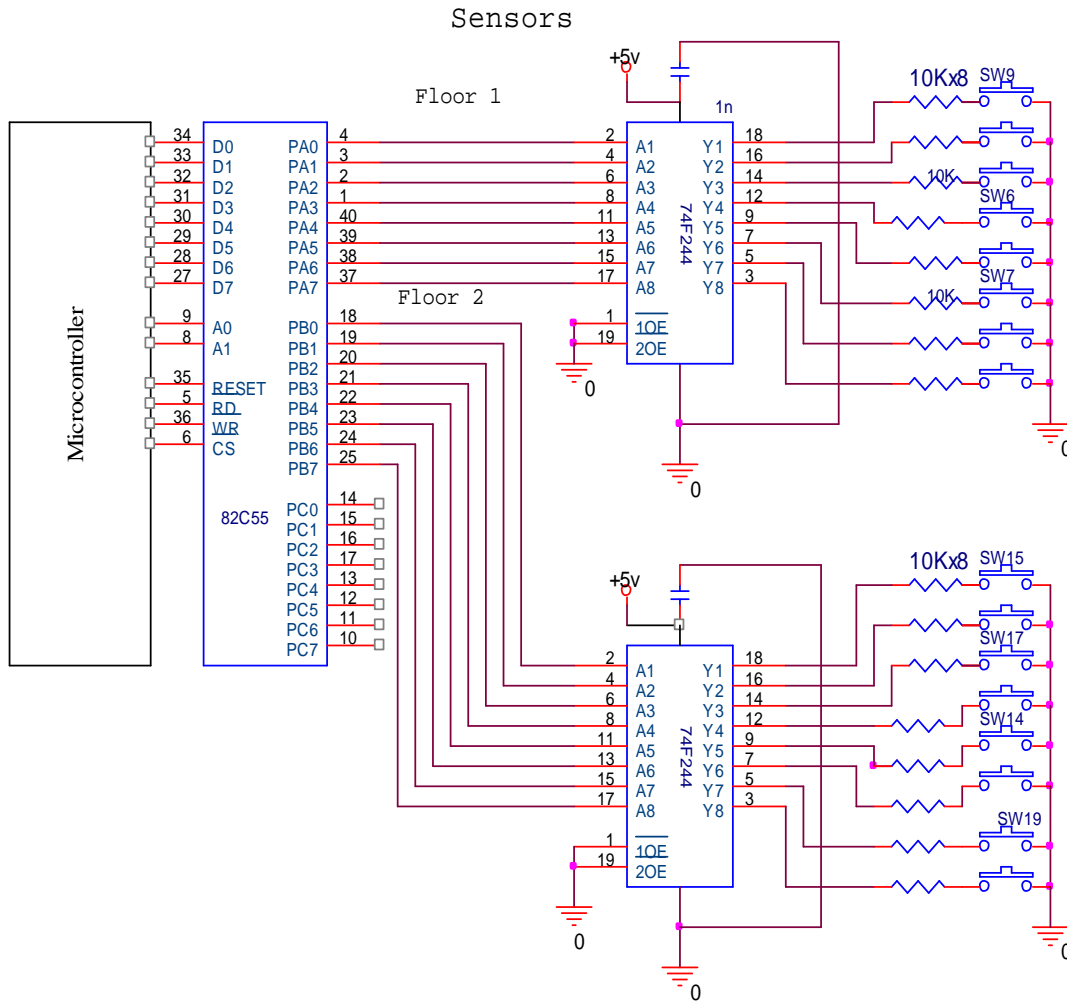 Sensors
Floor 1
Microcontroller
34 D0 PA0 4
33 D1 PA1 3
32 D2 PA2 2
31 D3 PA3 1
30 D4 PA4 40
29 D5 PA5 39
28 D6 PA6 38
27 D7 PA7 37
Floor 2
9 A0 PB0 18
8 A1 PB1 19
PB2 20
35 RESET PB3 21
5 RD PB4 22
36 WR PB5 23
6 CS PB6 24
PB7 25
PC0 14
82C55 PC1 15
PC2 16
PC3 17
PC4 13
PC5 12
PC6 11
PC7 10
+5v
1n
2 A1 Y1 18
4 A2 Y2 16
6 A3 Y3 14
8 A4 Y4 12
11 A5 Y5 9
13 A6 Y6 7
15 A7 Y7 5
17 A8 Y8 3
74F244
1 1OE
19 2OE
0
0
10Kx8 SW9
10K
SW6
SW7
10K
0
+5v
2 A1 Y1 18
4 A2 Y2 16
6 A3 Y3 14
8 A4 Y4 12
11 A5 Y5 9
13 A6 Y6 7
15 A7 Y7 5
17 A8 Y8 3
74F244
1 1OE
19 2OE
0
0
10Kx8 SW15
SW17
SW14
SW19
0